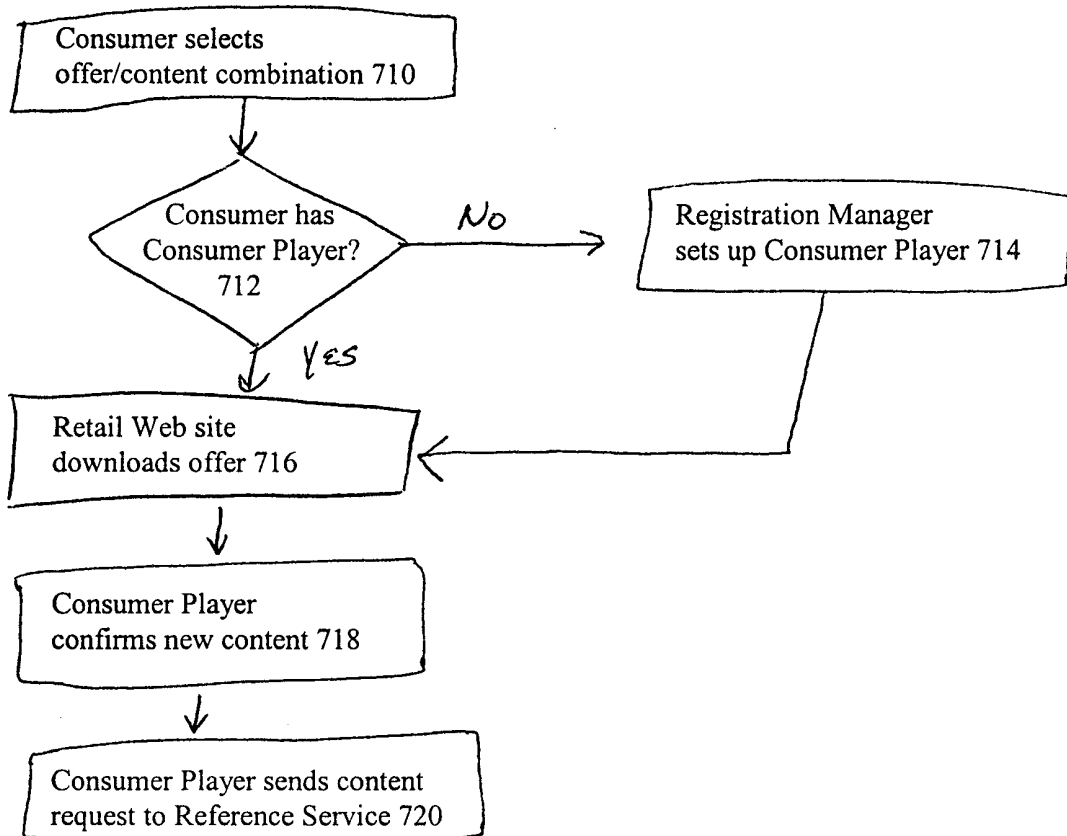 Consumer selects
offer/content combination 710
Consumer has
Consumer Player?
712
No
Registration Manager
sets up Consumer Player 714
Yes
Retail Web site
downloads offer 716
Consumer Player
confirms new content 718
Consumer Player sends content
request to Reference Service 720